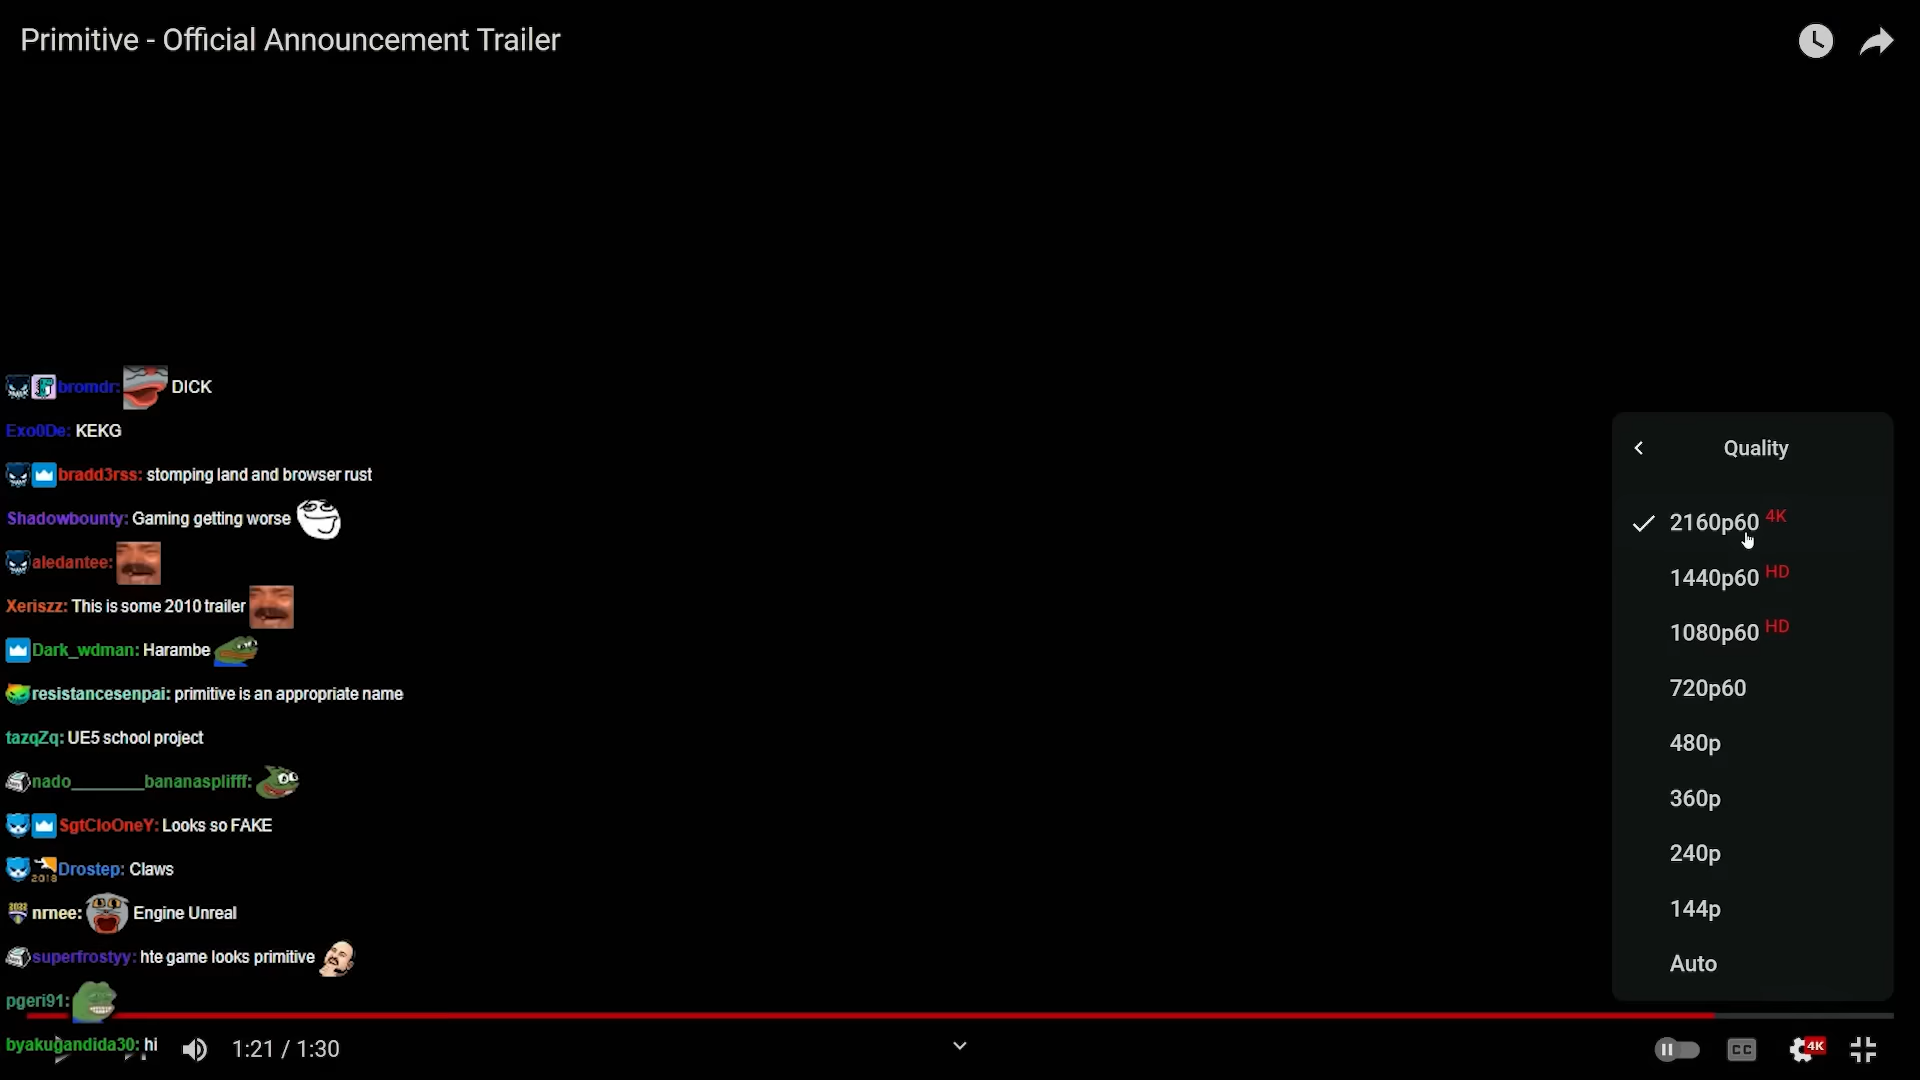 Primitive - Official Announcement Trailer
bromdr: DICK
Exo0De: KEKG
bradd3rss: stomping land and browser rust
Shadowbounty: Gaming getting worse
aledantee:
Xeriszz: This is some 2010 trailer
Dark_wdman: Harambe
resistancesenpai: primitive is an appropriate name
tazqZq: UE5 school project
nado________bananasplifff:
SgtCloOneY: Looks so FAKE
2018 Drostep: Claws
nrnee: Engine Unreal
superfrostyy: hte game looks primitive
pgeri91:
byakugandida30: hi
1:21 / 1:30
Quality
2160p60 4K
1440p60 HD
1080p60 HD
720p60
480p
360p
240p
144p
Auto
CC
4K